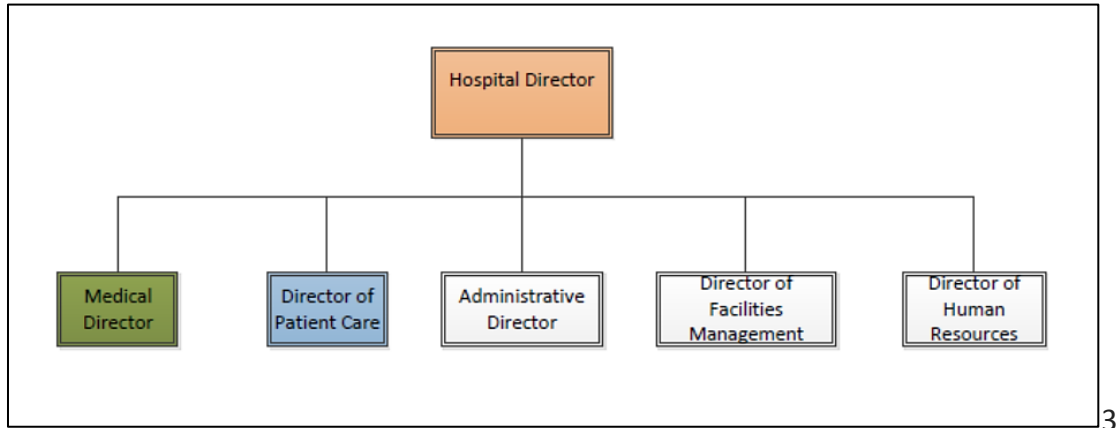 Hospital Director
Medical
Director
Director of
Patient Care
Administrative
Director
Director of
Facilities
Management
Director of
Human
Resources
3